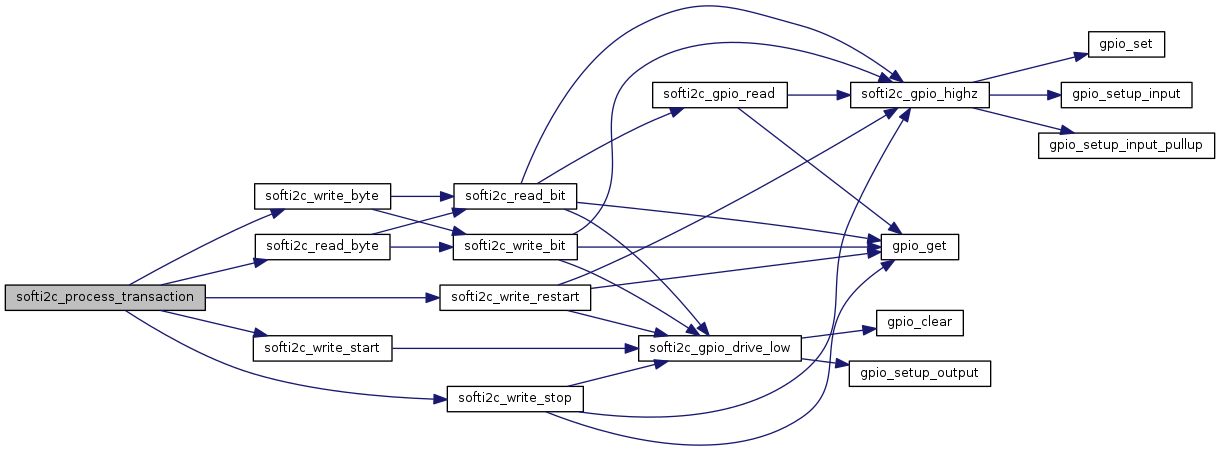 gpio_set
softi2c_gpio_read
softi2c_gpio_highz
gpio_setup_input
gpio_setup_input_pullup
softi2c_write_byte
softi2c_read_bit
softi2c_read_byte
softi2c_write_bit
gpio_get
softi2c_process_transaction
softi2c_write_restart
gpio_clear
softi2c_write_start
softi2c_gpio_drive_low
gpio_setup_output
softi2c_write_stop